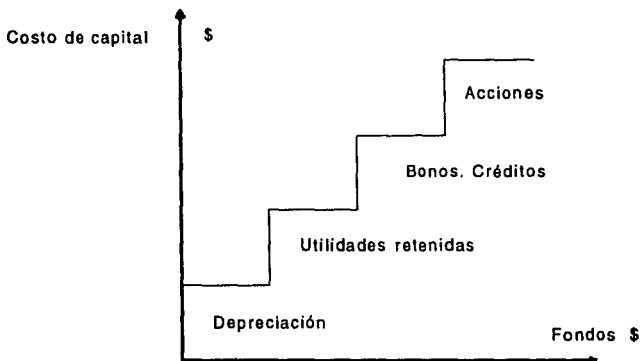 Costo de capital $
Acciones
Bonos. Créditos
Utilidades retenidas
Depreciación
Fondos $